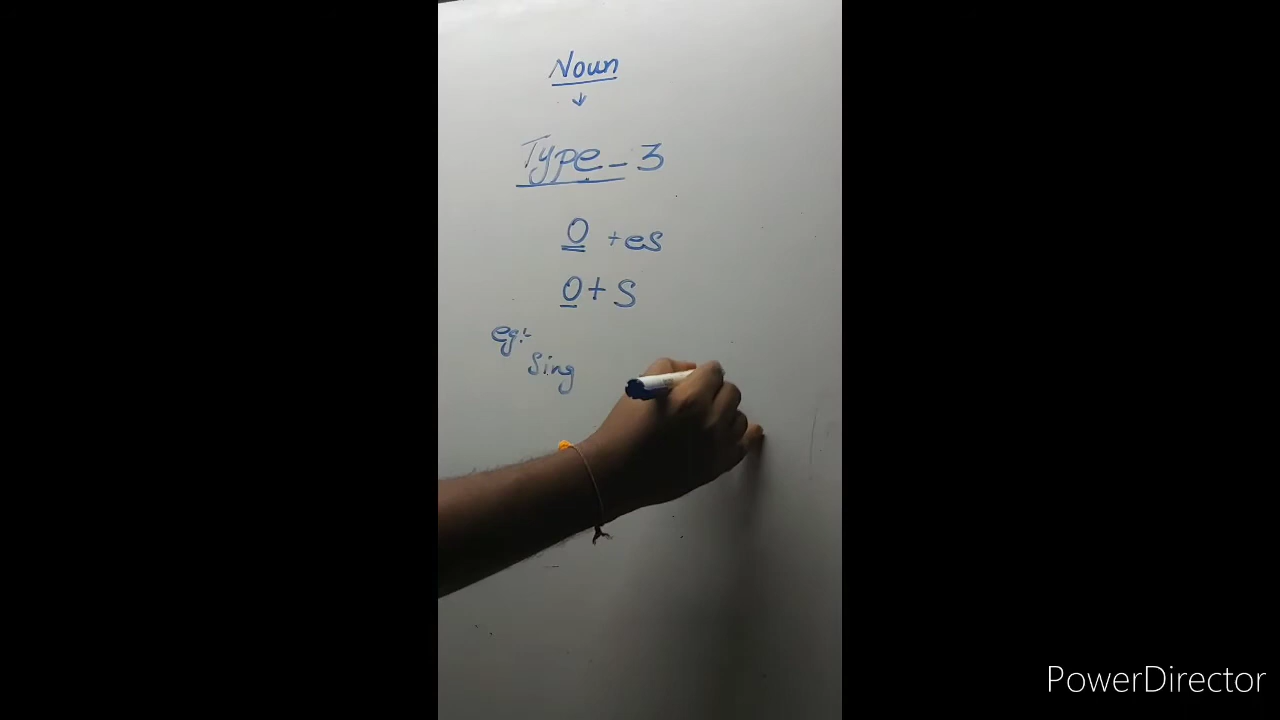 Noun
↓
Type - 3
O + es
O + S
eg:-
Sing
PowerDirector